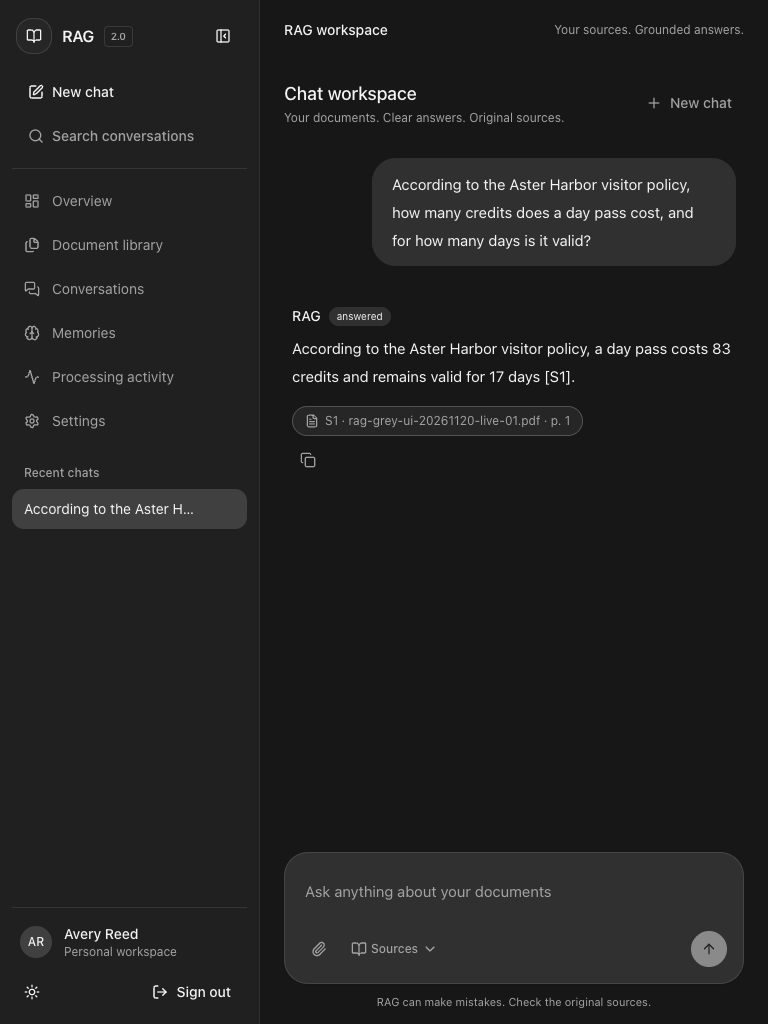 RAG 2.0
New chat
Search conversations
Overview
Document library
Conversations
Memories
Processing activity
Settings
Recent chats
According to the Aster H...
AR
Avery Reed
Personal workspace
Sign out
RAG workspace
Your sources. Grounded answers.
Chat workspace
Your documents. Clear answers. Original sources.
New chat
According to the Aster Harbor visitor policy,
how many credits does a day pass cost, and
for how many days is it valid?
RAG answered
According to the Aster Harbor visitor policy, a day pass costs 83
credits and remains valid for 17 days [S1].
S1 · rag-grey-ui-20261120-live-01.pdf · p. 1
Ask anything about your documents
Sources
RAG can make mistakes. Check the original sources.